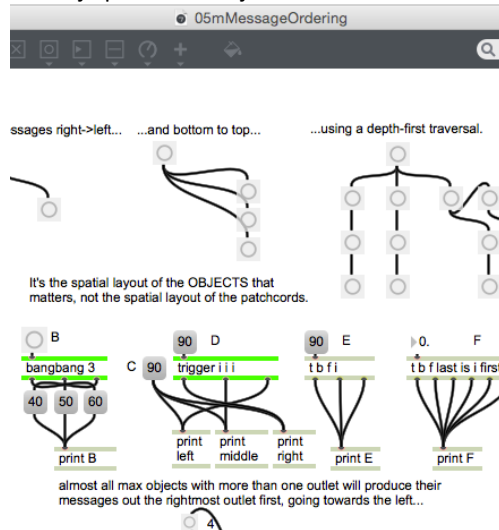 05mMessageOrdering
ssages right->left...
...and bottom to top...
...using a depth-first traversal.
It's the spatial layout of the OBJECTS that
matters, not the spatial layout of the patchcords.
B
bangbang 3
40
50
60
print B
C
90
90
D
trigger i i i
print left
print middle
print right
90
E
t b f i
print E
0.
F
t b f last is i first
print F
almost all max objects with more than one outlet will produce their
messages out the rightmost outlet first, going towards the left...
4